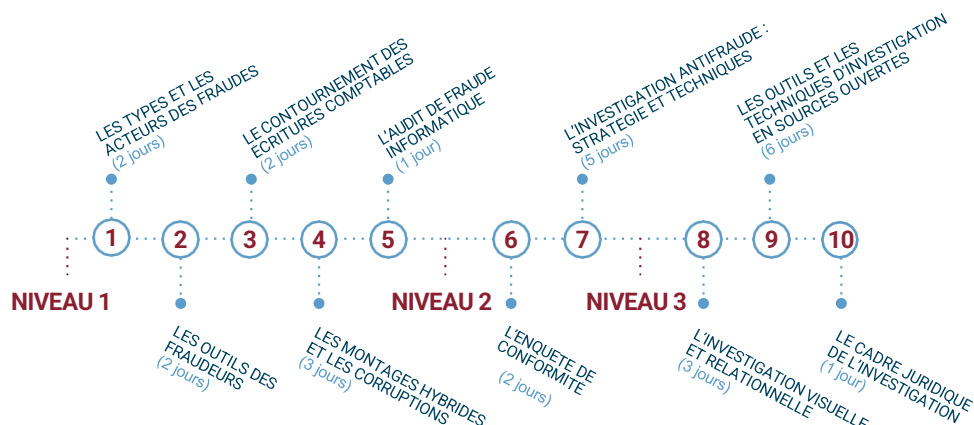 LES TYPES ET LES
ACTEURS DES FRAUDES
(2 jours)
LE CONTOURNEMENT DES
ECRITURES COMPTABLES
(2 jours)
L'AUDIT DE FRAUDE
INFORMATIQUE
(1 jour)
L'INVESTIGATION ANTIFRAUDE :
STRATEGIE ET TECHNIQUES
(5 jours)
LES OUTILS ET LES
TECHNIQUES D'INVESTIGATION
EN SOURCES OUVERTES
(6 jours)
1 2 3 4 5 6 7 8 9 10
NIVEAU 1 NIVEAU 2 NIVEAU 3
LES OUTILS DES
FRAUDEURS
(2 jours)
LES MONTAGES HYBRIDES
ET LES CORRUPTIONS
(3 jours)
L'ENQUETE DE
CONFORMITE
(2 jours)
L'INVESTIGATION VISUELLE
ET RELATIONNELLE
(3 jours)
LE CADRE JURIDIQUE
DE L'INVESTIGATION
(1 jour)